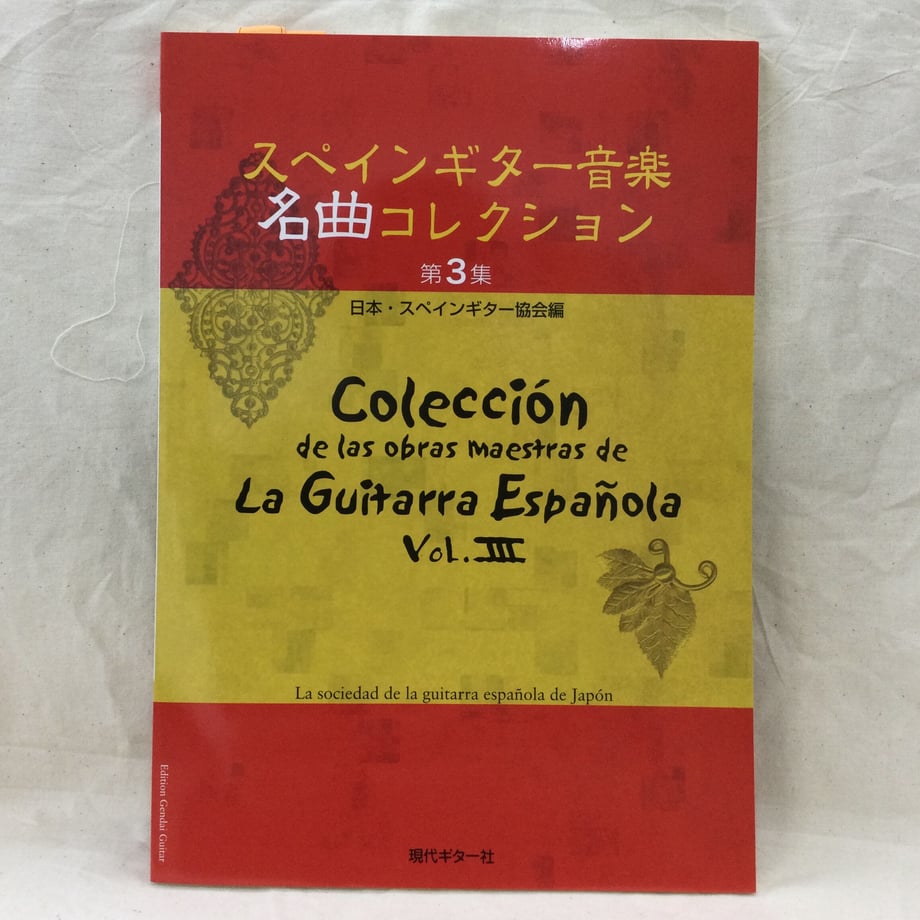 スペインギター音楽
名曲コレクション
第3集
日本・スペインギター協会編
Colección
de las obras maestras de
La Guitarra Española
Vol. III
La sociedad de la guitarra española de Japón
Edition Gendai Guitar
現代ギター社